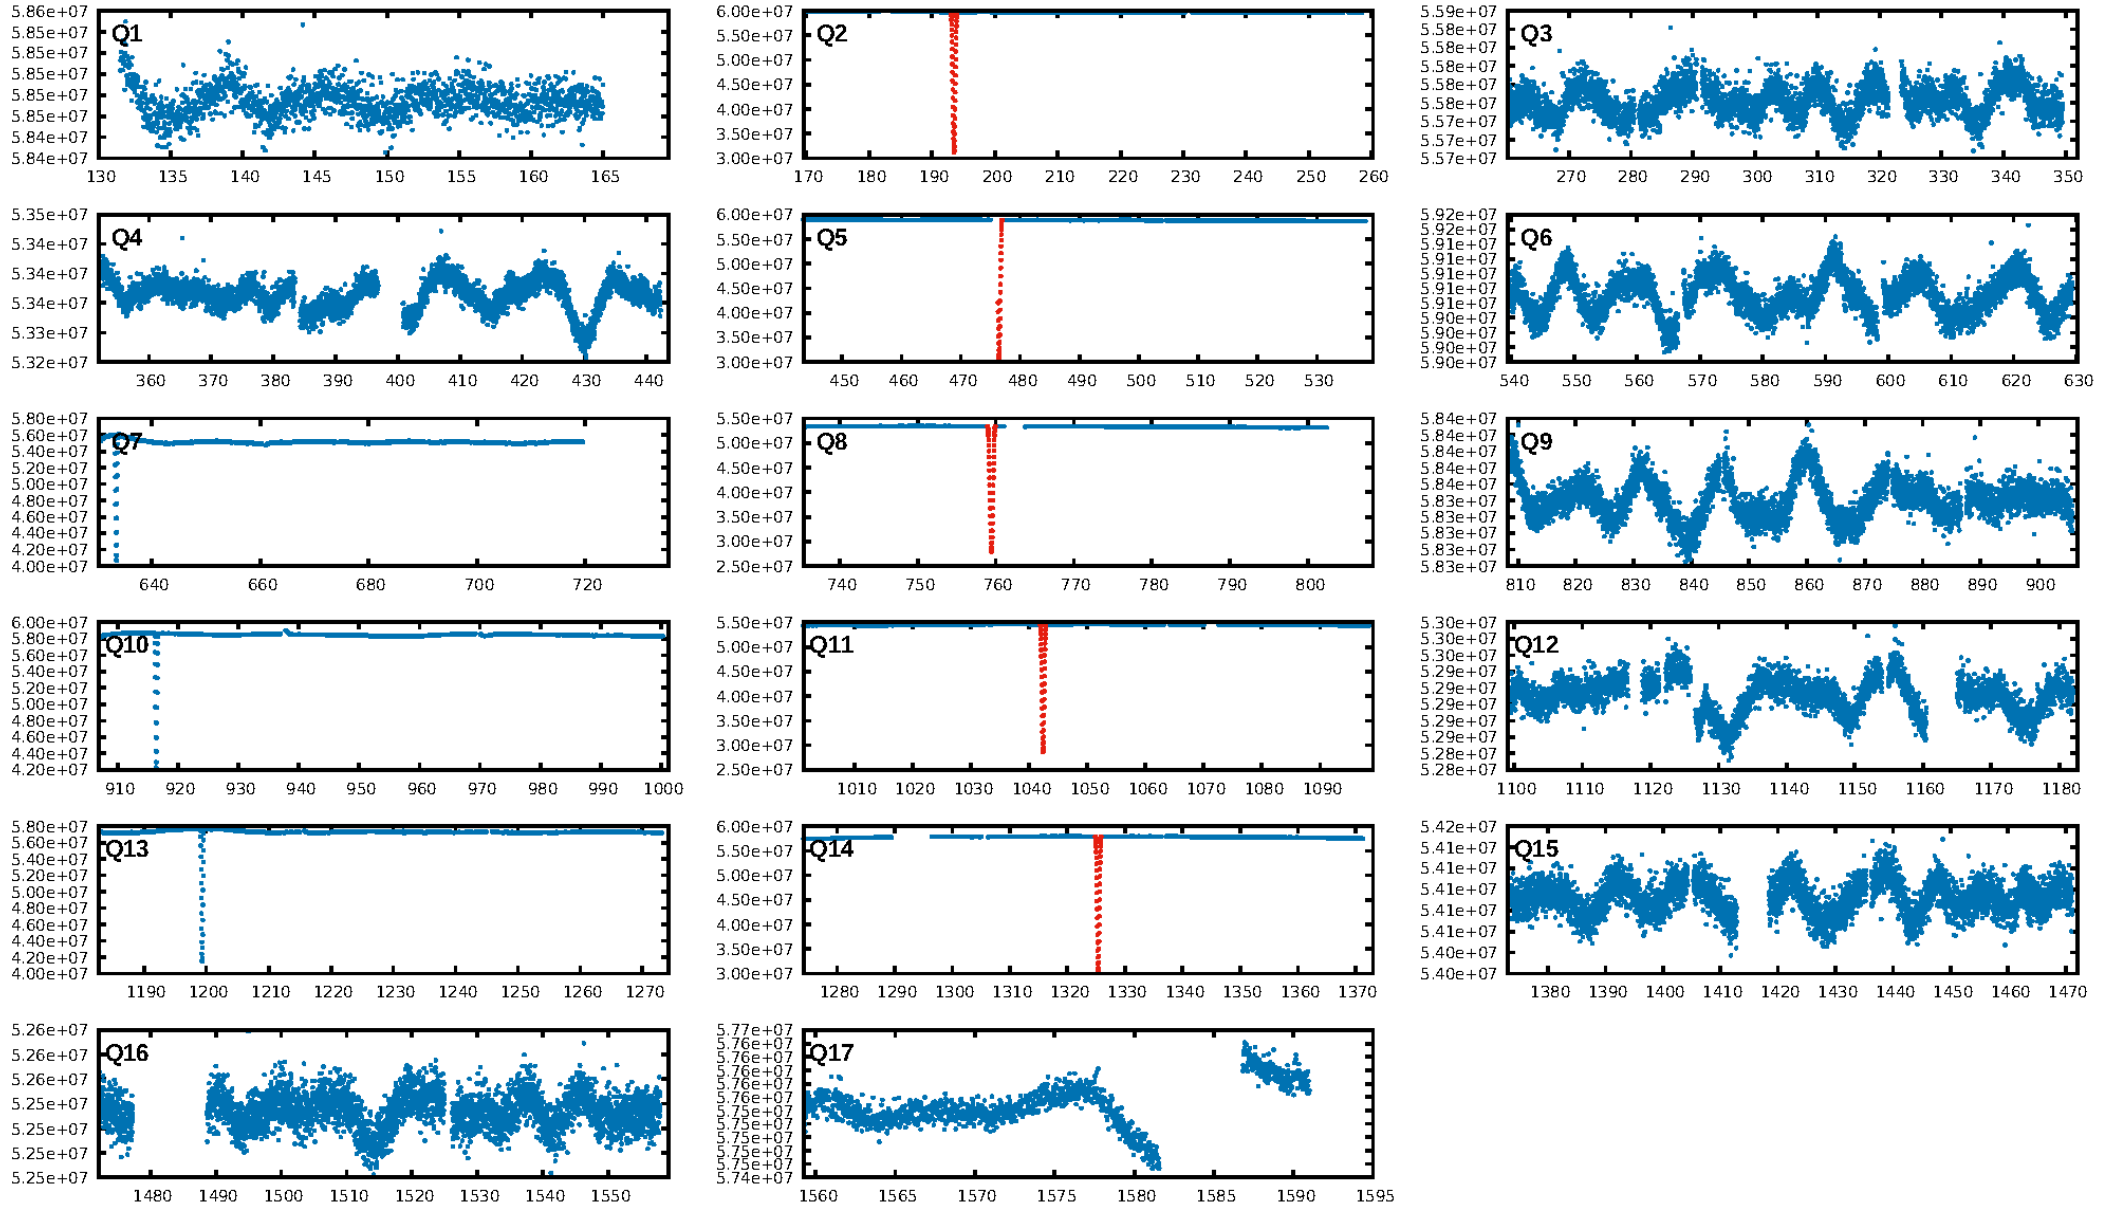 5.86e+07
5.85e+07
5.85e+07
5.85e+07
5.85e+07
5.85e+07
5.84e+07
5.84e+07
Q1
130 135 140 145 150 155 160 165
6.00e+07
5.50e+07
5.00e+07
4.50e+07
4.00e+07
3.50e+07
3.00e+07
Q2
170 180 190 200 210 220 230 240 250 260
5.59e+07
5.58e+07
5.58e+07
5.58e+07
5.58e+07
5.58e+07
5.57e+07
5.57e+07
5.57e+07
Q3
270 280 290 300 310 320 330 340 350
5.35e+07
5.34e+07
5.34e+07
5.34e+07
5.33e+07
5.32e+07
Q4
360 370 380 390 400 410 420 430 440
6.00e+07
5.50e+07
5.00e+07
4.50e+07
4.00e+07
3.50e+07
3.00e+07
Q5
450 460 470 480 490 500 510 520 530
5.92e+07
5.92e+07
5.91e+07
5.91e+07
5.91e+07
5.91e+07
5.91e+07
5.90e+07
5.90e+07
5.90e+07
5.90e+07
Q6
540 550 560 570 580 590 600 610 620 630
5.80e+07
5.60e+07
5.40e+07
5.20e+07
5.00e+07
4.80e+07
4.60e+07
4.40e+07
4.20e+07
4.00e+07
Q7
640 660 680 700 720
5.50e+07
5.00e+07
4.50e+07
4.00e+07
3.50e+07
3.00e+07
2.50e+07
Q8
740 750 760 770 780 790 800
5.84e+07
5.84e+07
5.84e+07
5.84e+07
5.84e+07
5.83e+07
5.83e+07
5.83e+07
5.83e+07
5.83e+07
Q9
810 820 830 840 850 860 870 880 890 900
6.00e+07
5.80e+07
5.60e+07
5.40e+07
5.20e+07
5.00e+07
4.80e+07
4.60e+07
4.40e+07
4.20e+07
Q10
910 920 930 940 950 960 970 980 990 1000
5.50e+07
5.00e+07
4.50e+07
4.00e+07
3.50e+07
3.00e+07
2.50e+07
Q11
1010 1020 1030 1040 1050 1060 1070 1080 1090
5.30e+07
5.30e+07
5.30e+07
5.29e+07
5.29e+07
5.29e+07
5.29e+07
5.29e+07
5.28e+07
5.28e+07
Q12
1100 1110 1120 1130 1140 1150 1160 1170 1180
5.80e+07
5.60e+07
5.40e+07
5.20e+07
5.00e+07
4.80e+07
4.60e+07
4.40e+07
4.20e+07
4.00e+07
Q13
1190 1200 1210 1220 1230 1240 1250 1260 1270
6.00e+07
5.50e+07
5.00e+07
4.50e+07
4.00e+07
3.50e+07
3.00e+07
Q14
1280 1290 1300 1310 1320 1330 1340 1350 1360 1370
5.42e+07
5.41e+07
5.41e+07
5.41e+07
5.41e+07
5.41e+07
5.40e+07
5.40e+07
Q15
1380 1390 1400 1410 1420 1430 1440 1450 1460 1470
5.26e+07
5.26e+07
5.26e+07
5.25e+07
5.25e+07
5.25e+07
5.25e+07
Q16
1480 1490 1500 1510 1520 1530 1540 1550
5.77e+07
5.76e+07
5.76e+07
5.76e+07
5.76e+07
5.76e+07
5.75e+07
5.75e+07
5.75e+07
5.75e+07
5.75e+07
5.74e+07
Q17
1560 1565 1570 1575 1580 1585 1590 1595